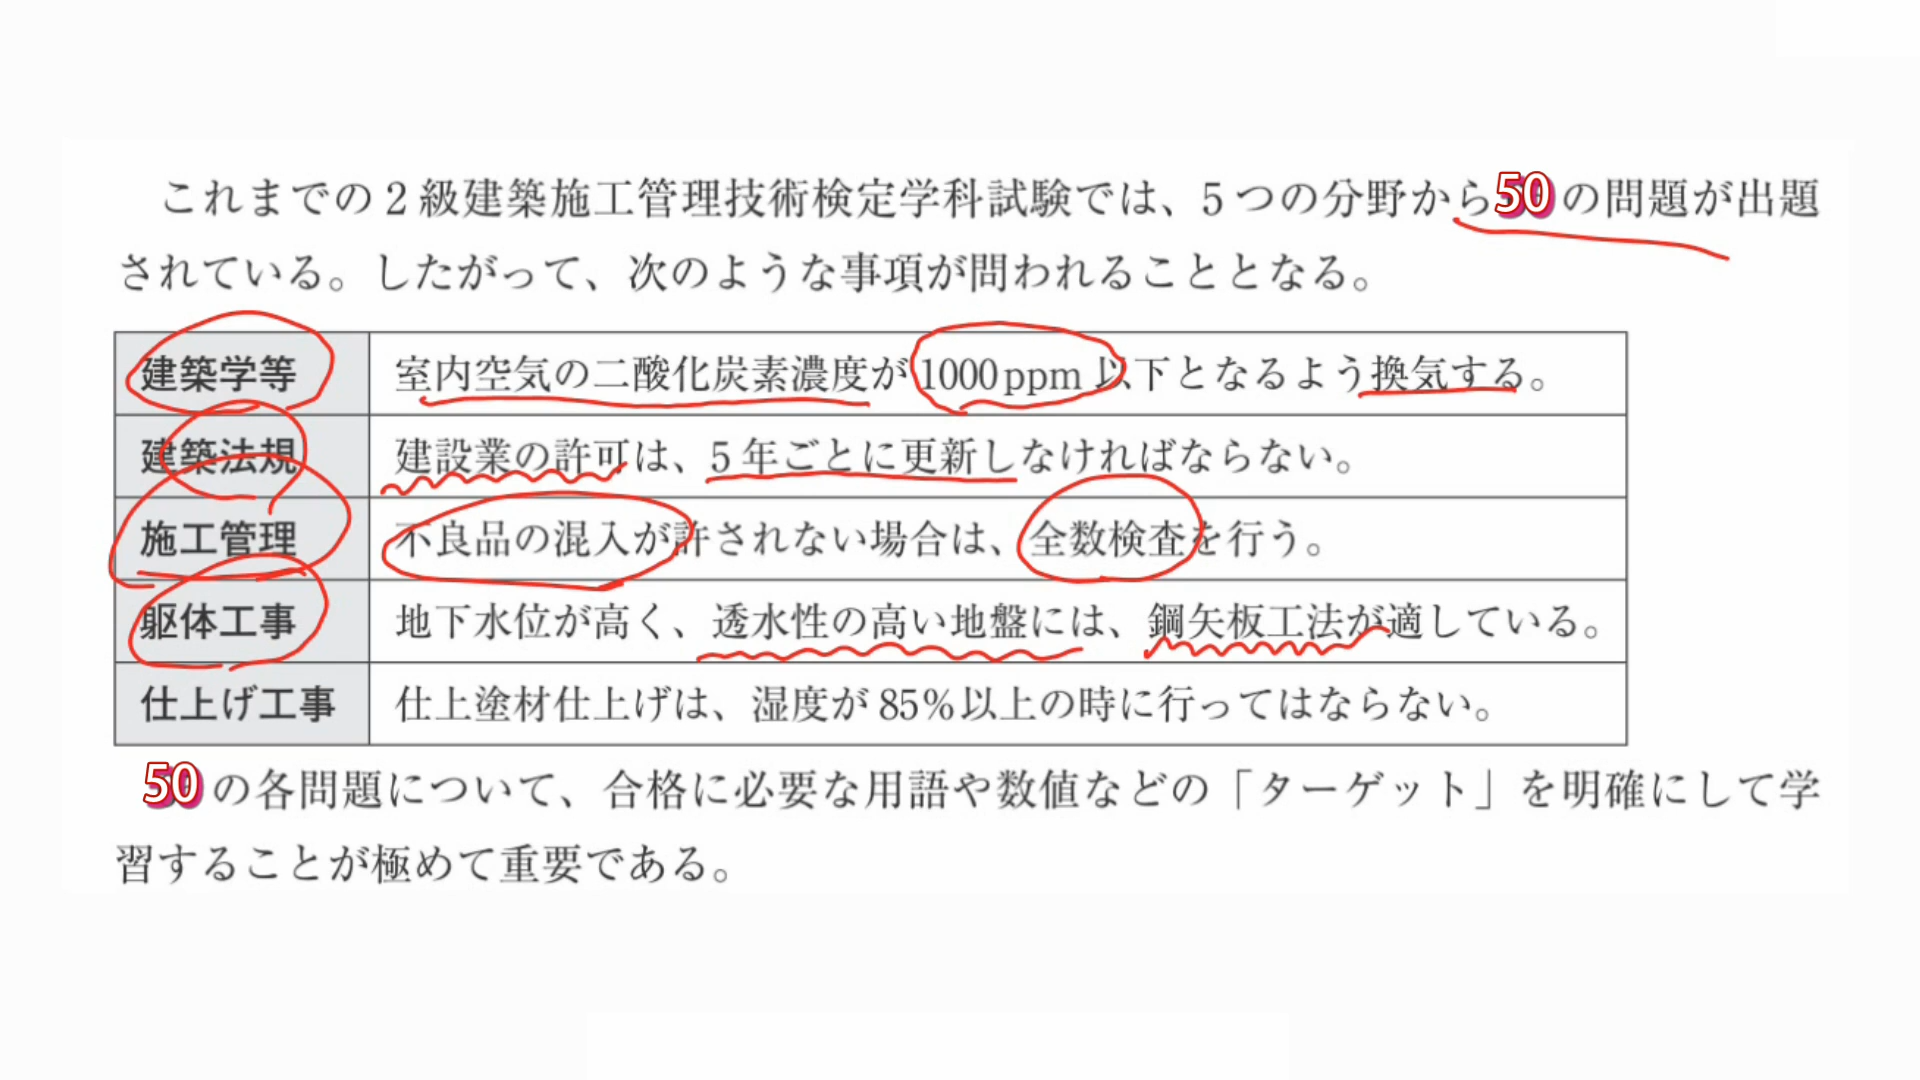 これまでの2級建築施工管理技術検定学科試験では、5つの分野から50の問題が出題
されている。したがって、次のような事項が問われることとなる。
建築学等 室内空気の二酸化炭素濃度が1000ppm以下となるよう換気する。
建築法規 建設業の許可は、5年ごとに更新しなければならない。
施工管理 不良品の混入が許されない場合は、全数検査を行う。
躯体工事 地下水位が高く、透水性の高い地盤には、鋼矢板工法が適している。
仕上げ工事 仕上塗材仕上げは、湿度が85%以上の時に行ってはならない。
50の各問題について、合格に必要な用語や数値などの「ターゲット」を明確にして学
習することが極めて重要である。